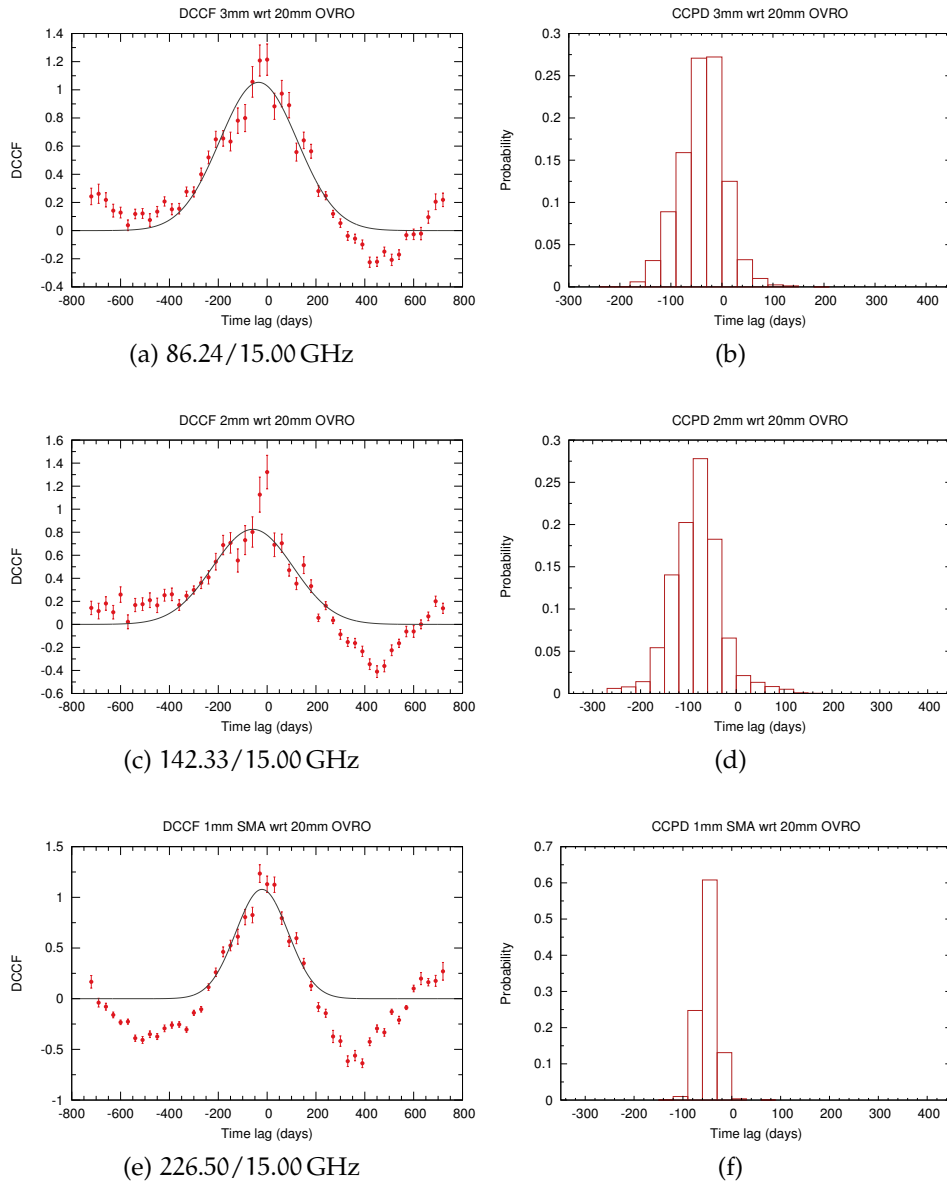 DCCF 3mm wrt 20mm OVRO
CCPD 3mm wrt 20mm OVRO
DCCF
1.4
1.2
1
0.8
0.6
0.4
0.2
0
-0.2
-0.4
-800 -600 -400 -200 0 200 400 600 800
Time lag (days)
Probability
0.3
0.25
0.2
0.15
0.1
0.05
0
-300 -200 -100 0 100 200 300 400
Time lag (days)
(a) 86.24/15.00 GHz
(b)
DCCF 2mm wrt 20mm OVRO
CCPD 2mm wrt 20mm OVRO
DCCF
1.6
1.4
1.2
1
0.8
0.6
0.4
0.2
0
-0.2
-0.4
-0.6
-800 -600 -400 -200 0 200 400 600 800
Time lag (days)
Probability
0.3
0.25
0.2
0.15
0.1
0.05
0
-300 -200 -100 0 100 200 300 400
Time lag (days)
(c) 142.33/15.00 GHz
(d)
DCCF 1mm SMA wrt 20mm OVRO
CCPD 1mm SMA wrt 20mm OVRO
DCCF
1.5
1
0.5
0
-0.5
-1
-800 -600 -400 -200 0 200 400 600 800
Time lag (days)
Probability
0.7
0.6
0.5
0.4
0.3
0.2
0.1
0
-300 -200 -100 0 100 200 300 400
Time lag (days)
(e) 226.50/15.00 GHz
(f)